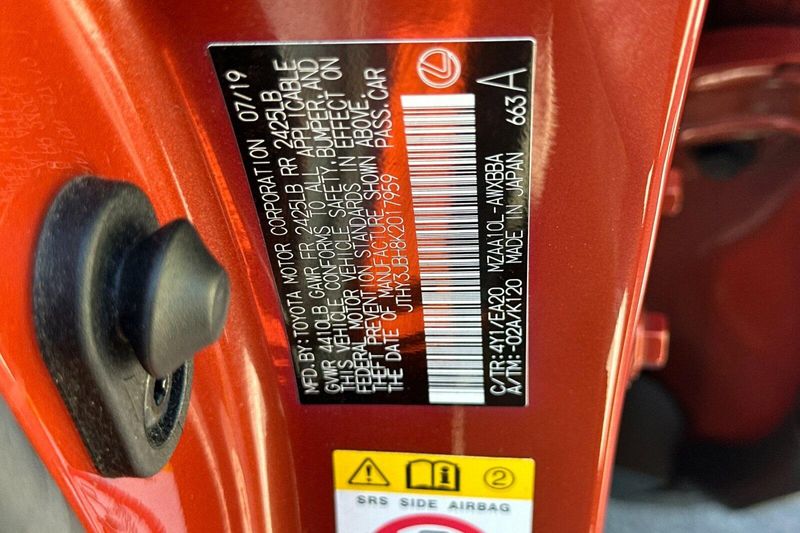 MFD. BY: TOYOTA MOTOR CORPORATION 07/19
GVWR 4410LB GAWR FR 2425LB RR 2425LB
THIS VEHICLE CONFORMS TO ALL APPLICABLE
FEDERAL MOTOR VEHICLE SAFETY, BUMPER, AND
THEFT PREVENTION STANDARDS IN EFFECT ON
THE DATE OF MANUFACTURE SHOWN ABOVE.
JTHY3JBH8K2017959 PASS. CAR
C/TR: 4Y1/EA20 MZAA10L-AWXBBA
A/TM: -02A/K120 MADE IN JAPAN 663 A
2
SRS SIDE AIRBAG